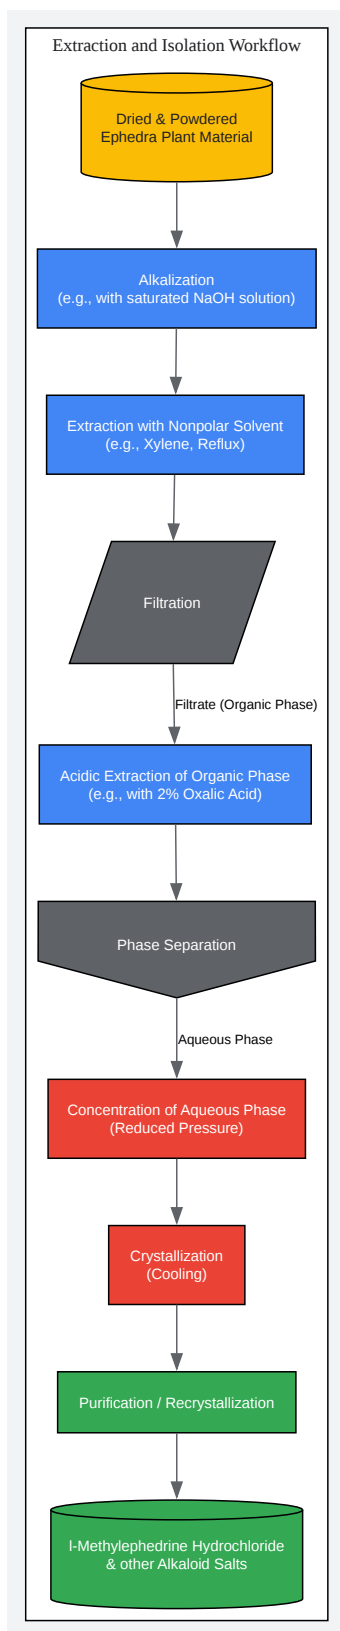 Extraction and Isolation Workflow
Dried & Powdered
Ephedra Plant Material
Alkalization
(e.g., with saturated NaOH solution)
Extraction with Nonpolar Solvent
(e.g., Xylene, Reflux)
Filtration
Filtrate (Organic Phase)
Acidic Extraction of Organic Phase
(e.g., with 2% Oxalic Acid)
Phase Separation
Aqueous Phase
Concentration of Aqueous Phase
(Reduced Pressure)
Crystallization
(Cooling)
Purification / Recrystallization
l-Methylephedrine Hydrochloride
& other Alkaloid Salts